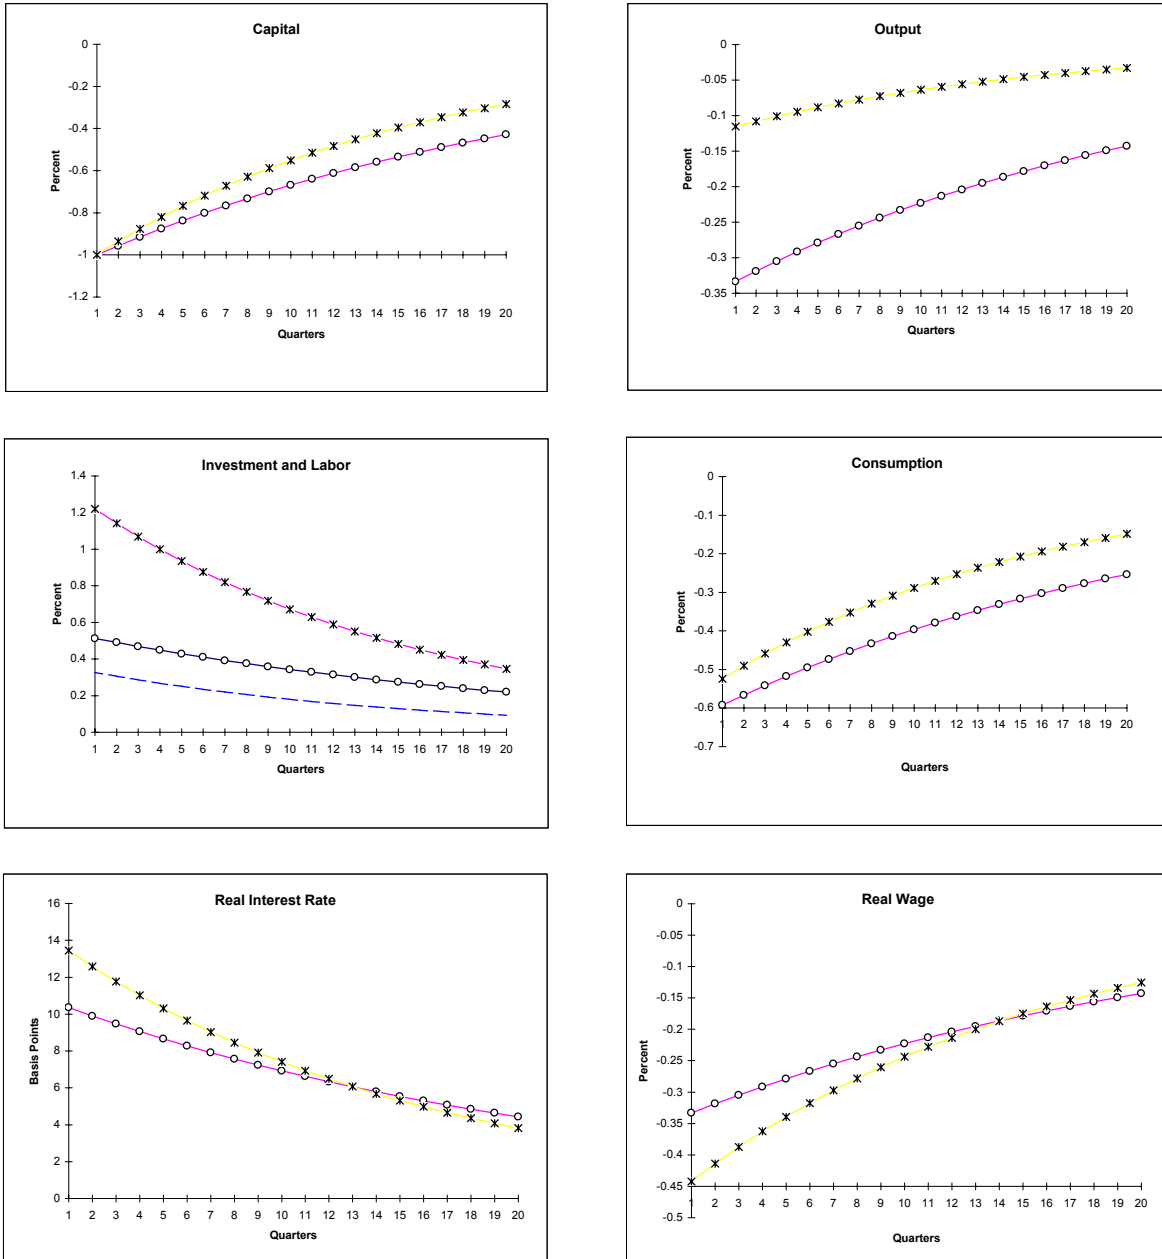 Capital
0
-0.2
-0.4
-0.6
-0.8
-1
-1.2
Percent
1 2 3 4 5 6 7 8 9 10 11 12 13 14 15 16 17 18 19 20
Quarters
Output
0
-0.05
-0.1
-0.15
-0.2
-0.25
-0.3
-0.35
Percent
1 2 3 4 5 6 7 8 9 10 11 12 13 14 15 16 17 18 19 20
Quarters
Investment and Labor
1.4
1.2
1
0.8
0.6
0.4
0.2
0
Percent
1 2 3 4 5 6 7 8 9 10 11 12 13 14 15 16 17 18 19 20
Quarters
Consumption
0
-0.1
-0.2
-0.3
-0.4
-0.5
-0.6
-0.7
Percent
1 2 3 4 5 6 7 8 9 10 11 12 13 14 15 16 17 18 19 20
Quarters
Real Interest Rate
16
14
12
10
8
6
4
2
0
Basis Points
1 2 3 4 5 6 7 8 9 10 11 12 13 14 15 16 17 18 19 20
Quarters
Real Wage
0
-0.05
-0.1
-0.15
-0.2
-0.25
-0.3
-0.35
-0.4
-0.45
-0.5
Percent
1 2 3 4 5 6 7 8 9 10 11 12 13 14 15 16 17 18 19 20
Quarters